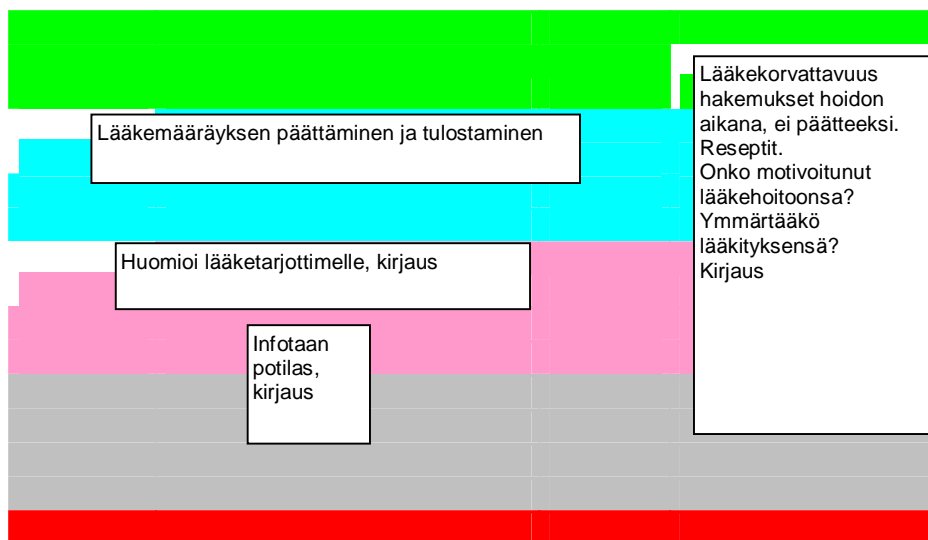 Lääkemääräyksen päättäminen ja tulostaminen
Huomioi lääketarjottimelle, kirjaus
Infotaan
potilas,
kirjaus
Lääkekorvattavuus
hakemukset hoidon
aikana, ei päätteeksi.
Reseptit.
Onko motivoitunut
lääkehoitoonsa?
Ymmärtääkö
lääkityksensä?
Kirjaus